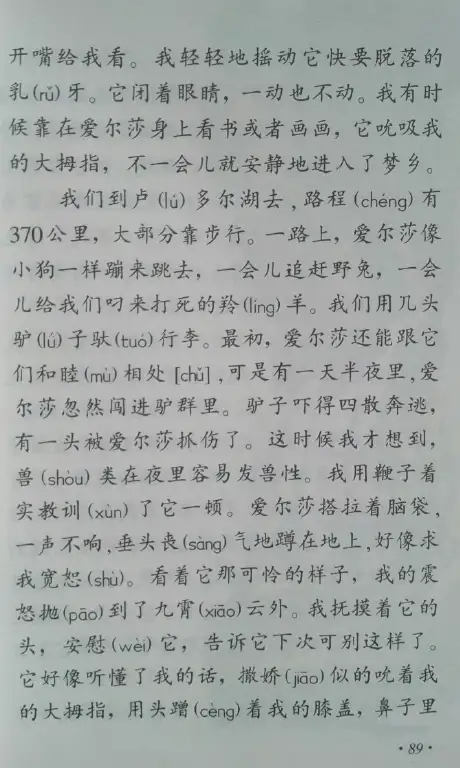 开嘴给我看。我轻轻地摇动它快要脱落的
乳(rǔ)牙。它闭着眼睛，一动也不动。我有时
候靠在爱尔莎身上看书或者画画，它吮吸我
的大拇指，不一会儿就安静地进入了梦乡。
我们到卢(lú)多尔湖去，路程(chéng)有
370公里，大部分靠步行。一路上，爱尔莎像
小狗一样蹦来跳去，一会儿追赶野兔，一会
儿给我们叼来打死的羚(líng)羊。我们用几头
驴(lǘ)子驮(tuó)行李。最初，爱尔莎还能跟它
们和睦(mù)相处[chǔ]，可是有一天半夜里，爱
尔莎忽然闯进驴群里。驴子吓得四散奔逃，
有一头被爱尔莎抓伤了。这时候我才想到，
兽(shòu)类在夜里容易发兽性。我用鞭子着
实教训(xùn)了它一顿。爱尔莎搭拉着脑袋，
一声不响，垂头丧(sàng)气地蹲在地上，好像求
我宽恕(shù)。看着它那可怜的样子，我的震
怒抛(pāo)到了九霄(xiāo)云外。我抚摸着它的
头，安慰(wèi)它，告诉它下次可别这样了。
它好像听懂了我的话，撒娇(jiāo)似的吮着我
的大拇指，用头蹭(cèng)着我的膝盖，鼻子里
·89·